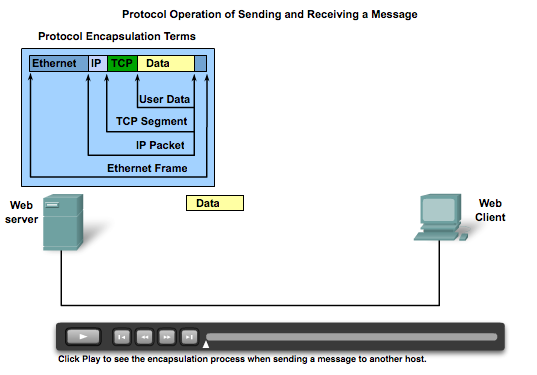 Protocol Operation of Sending and Receiving a Message
Protocol Encapsulation Terms
Ethernet IP TCP Data
User Data
TCP Segment
IP Packet
Ethernet Frame
Data
Web
server
Web
Client
Click Play to see the encapsulation process when sending a message to another host.